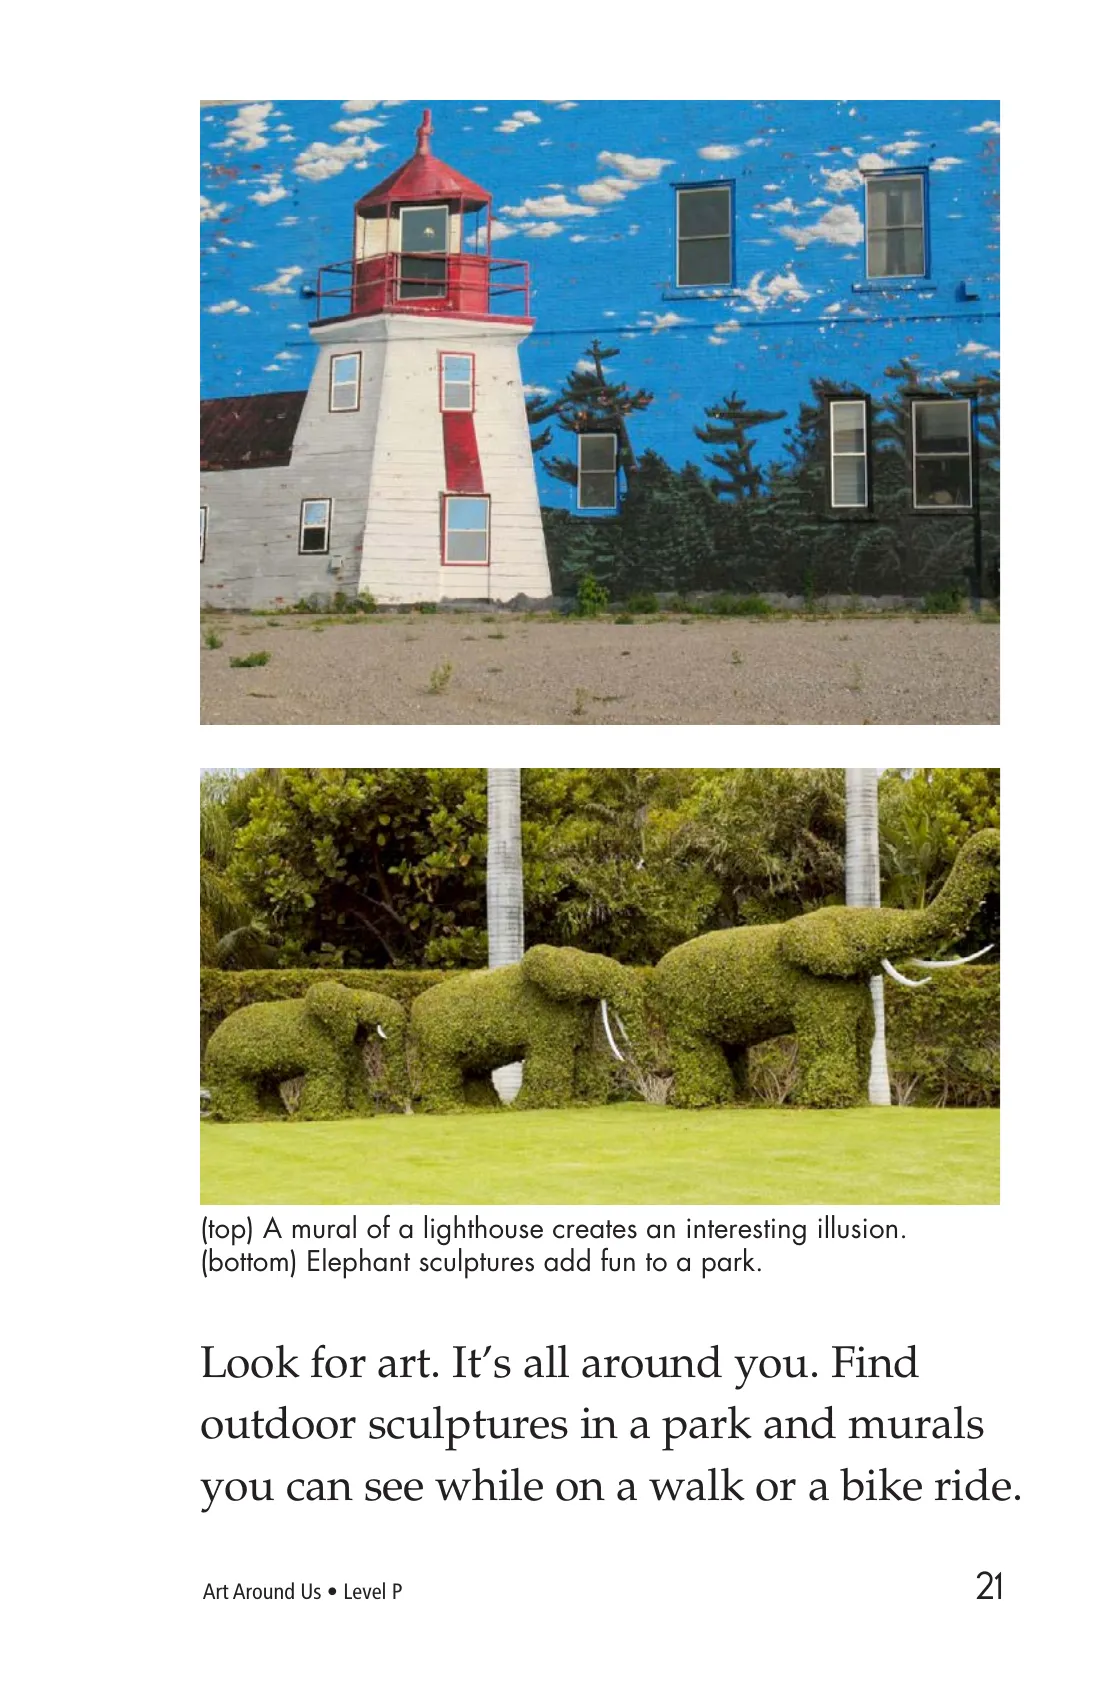 (top) A mural of a lighthouse creates an interesting illusion.
(bottom) Elephant sculptures add fun to a park.
Look for art. It’s all around you. Find
outdoor sculptures in a park and murals
you can see while on a walk or a bike ride.
Art Around Us • Level P
21